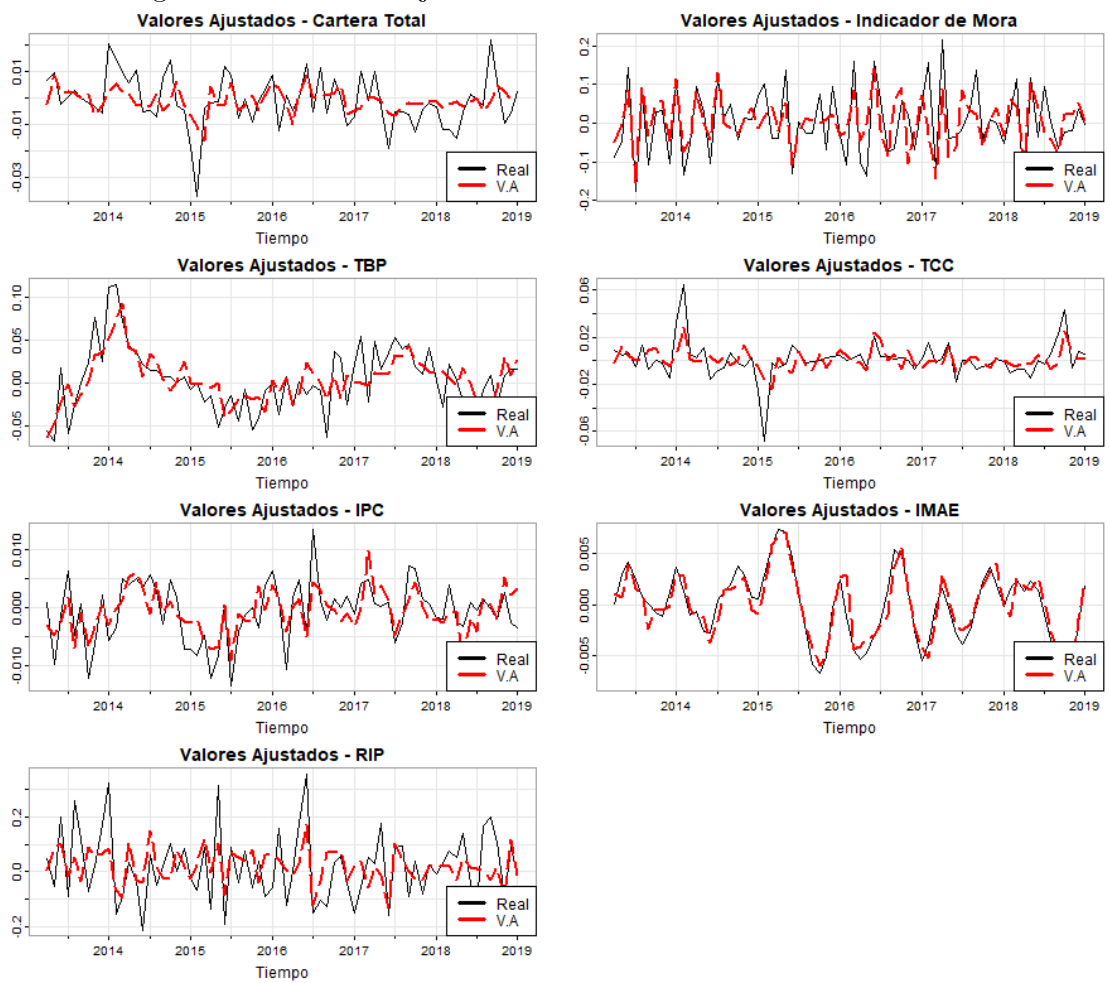 Valores Ajustados - Cartera Total
0.01
-0.01
-0.03
Real
V.A
2014 2015 2016 2017 2018 2019
Tiempo
Valores Ajustados - Indicador de Mora
0.2
0.1
0.0
-0.1
-0.2
Real
V.A
2014 2015 2016 2017 2018 2019
Tiempo
Valores Ajustados - TBP
0.10
0.05
0.00
-0.05
Real
V.A
2014 2015 2016 2017 2018 2019
Tiempo
Valores Ajustados - TCC
0.06
0.02
-0.02
-0.06
Real
V.A
2014 2015 2016 2017 2018 2019
Tiempo
Valores Ajustados - IPC
0.010
0.000
-0.010
Real
V.A
2014 2015 2016 2017 2018 2019
Tiempo
Valores Ajustados - IMAE
0.005
0.000
-0.005
Real
V.A
2014 2015 2016 2017 2018 2019
Tiempo
Valores Ajustados - RIP
0.2
0.0
-0.2
Real
V.A
2014 2015 2016 2017 2018 2019
Tiempo